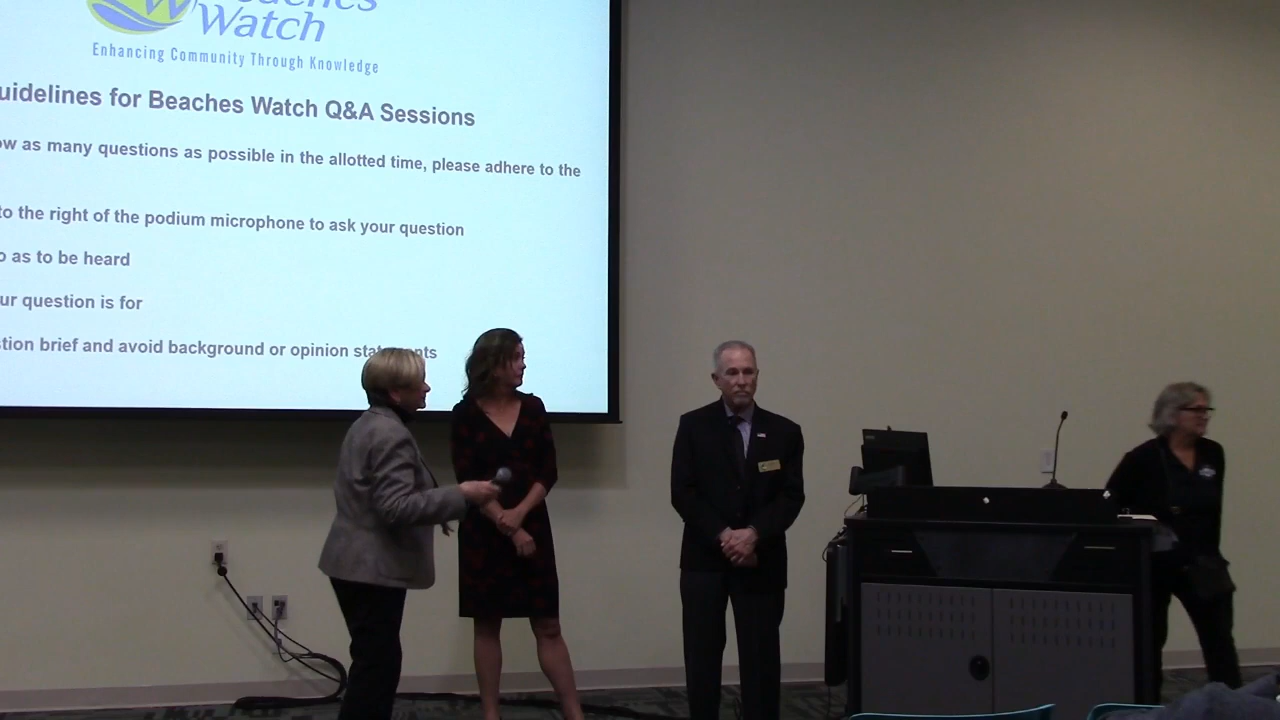 Watch
Enhancing Community Through Knowledge
uidelines for Beaches Watch Q&A Sessions
ow as many questions as possible in the allotted time, please adhere to the
to the right of the podium microphone to ask your question
o as to be heard
ur question is for
stion brief and avoid background or opinion statements